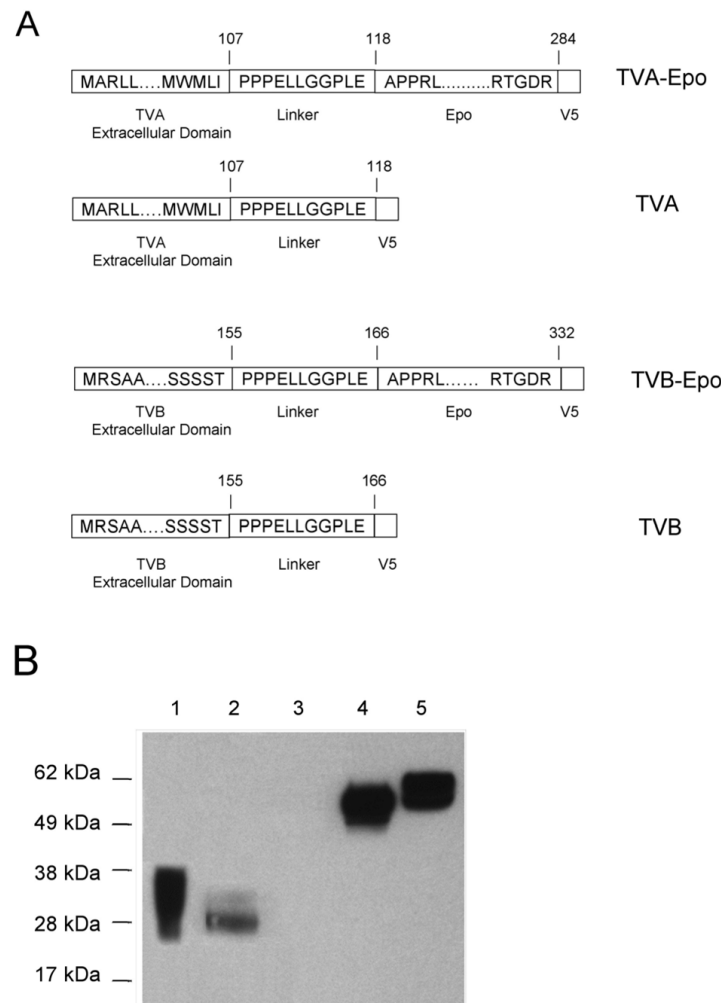 A
107 118 284
MARLL....MWMLI PPPELLGGPLE APPRL..........RTGDR TVA-Epo
TVA Linker Epo V5
Extracellular Domain
107 118
MARLL....MWMLI PPPELLGGPLE TVA
TVA Linker V5
Extracellular Domain
155 166 332
MRSAA....SSSST PPPELLGGPLE APPRL...... RTGDR TVB-Epo
TVB Linker Epo V5
Extracellular Domain
155 166
MRSAA....SSSST PPPELLGGPLE TVB
TVB Linker V5
Extracellular Domain
B
1 2 3 4 5
62 kDa
49 kDa
38 kDa
28 kDa
17 kDa